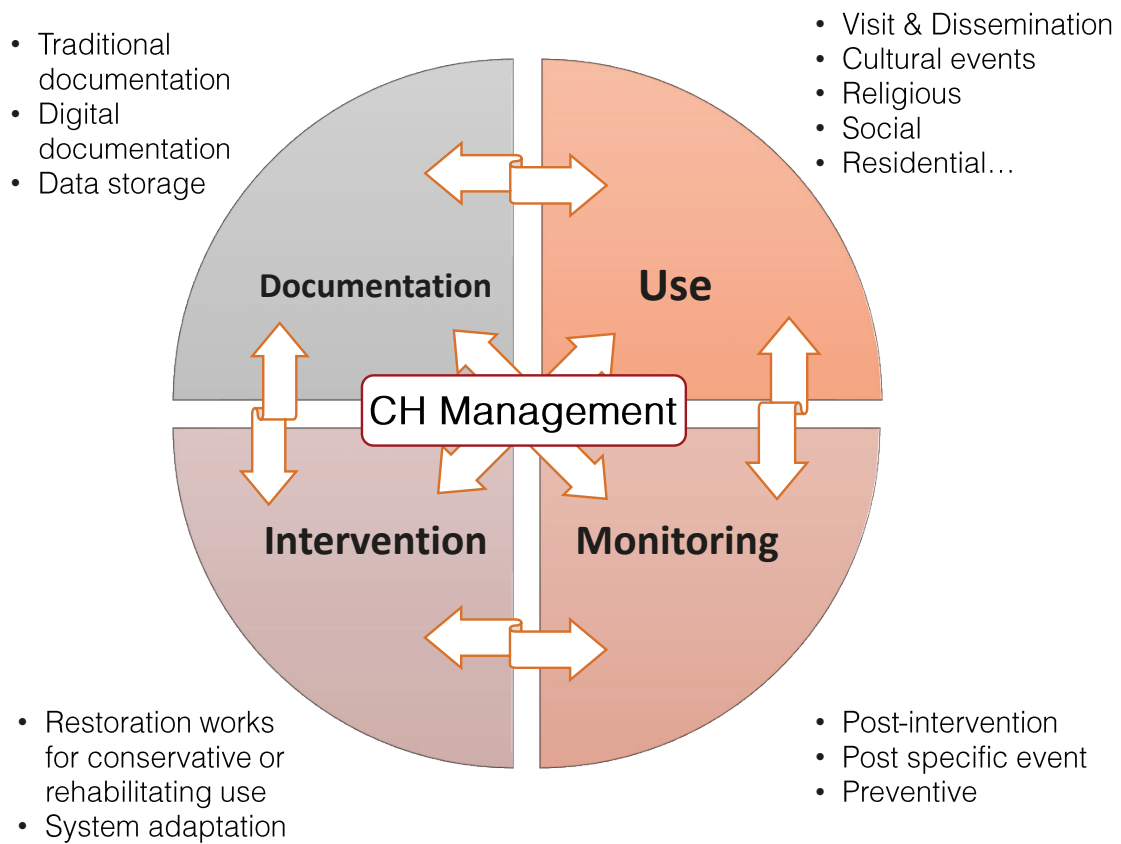 • Traditional
documentation
• Digital
documentation
• Data storage
• Visit & Dissemination
• Cultural events
• Religious
• Social
• Residential…
Documentation
Use
CH Management
Intervention
Monitoring
• Restoration works
for conservative or
rehabilitating use
• System adaptation
• Post-intervention
• Post specific event
• Preventive